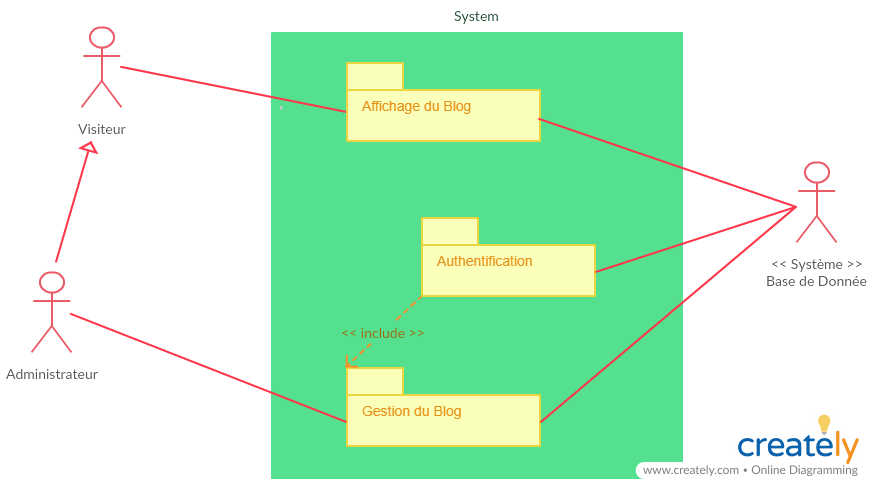 System
Visiteur
Affichage du Blog
Authentification
<< Système >>
Base de Donnée
<< include >>
Administrateur
Gestion du Blog
creately
www.creately.com • Online Diagramming